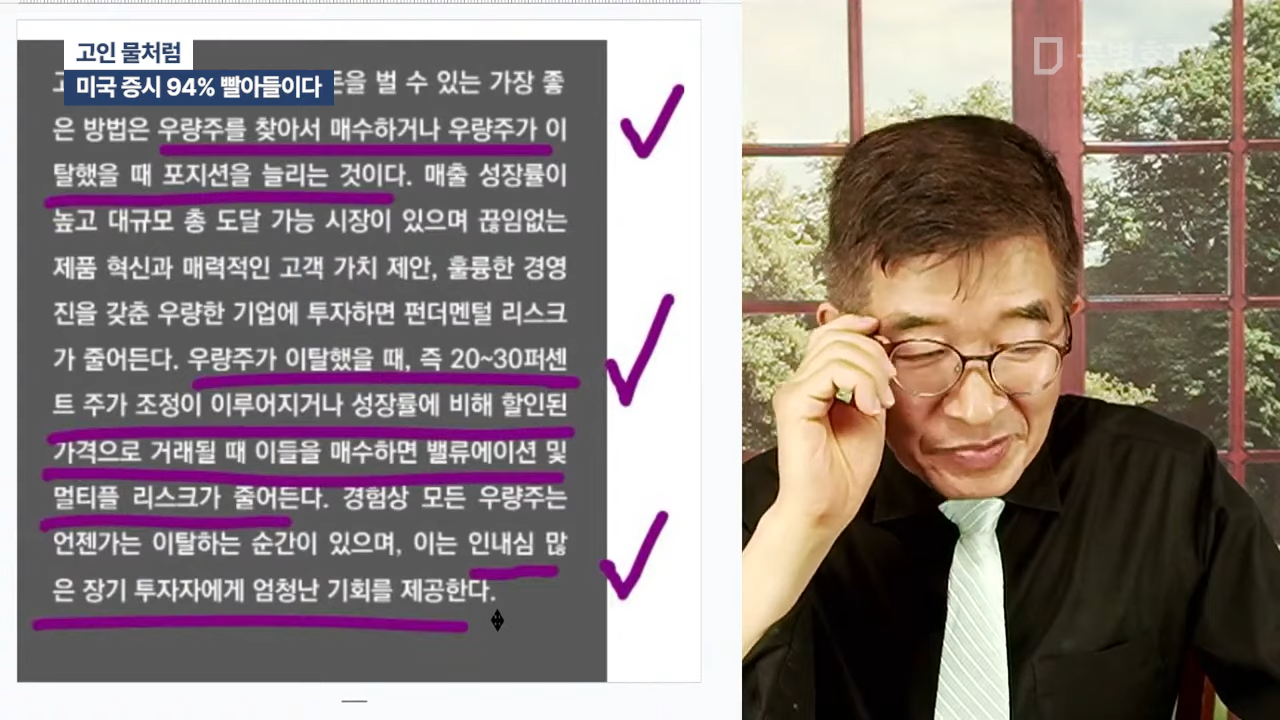 고인 물처럼
미국 증시 94% 빨아들이다
돈을 벌 수 있는 가장 좋
은 방법은 우량주를 찾아서 매수하거나 우량주가 이
탈했을 때 포지션을 늘리는 것이다. 매출 성장률이
높고 대규모 총 도달 가능 시장이 있으며 끊임없는
제품 혁신과 매력적인 고객 가치 제안, 훌륭한 경영
진을 갖춘 우량한 기업에 투자하면 펀더멘털 리스크
가 줄어든다. 우량주가 이탈했을 때, 즉 20~30퍼센
트 주가 조정이 이루어지거나 성장률에 비해 할인된
가격으로 거래될 때 이들을 매수하면 밸류에이션 및
멀티플 리스크가 줄어든다. 경험상 모든 우량주는
언젠가는 이탈하는 순간이 있으며, 이는 인내심 많
은 장기 투자자에게 엄청난 기회를 제공한다.